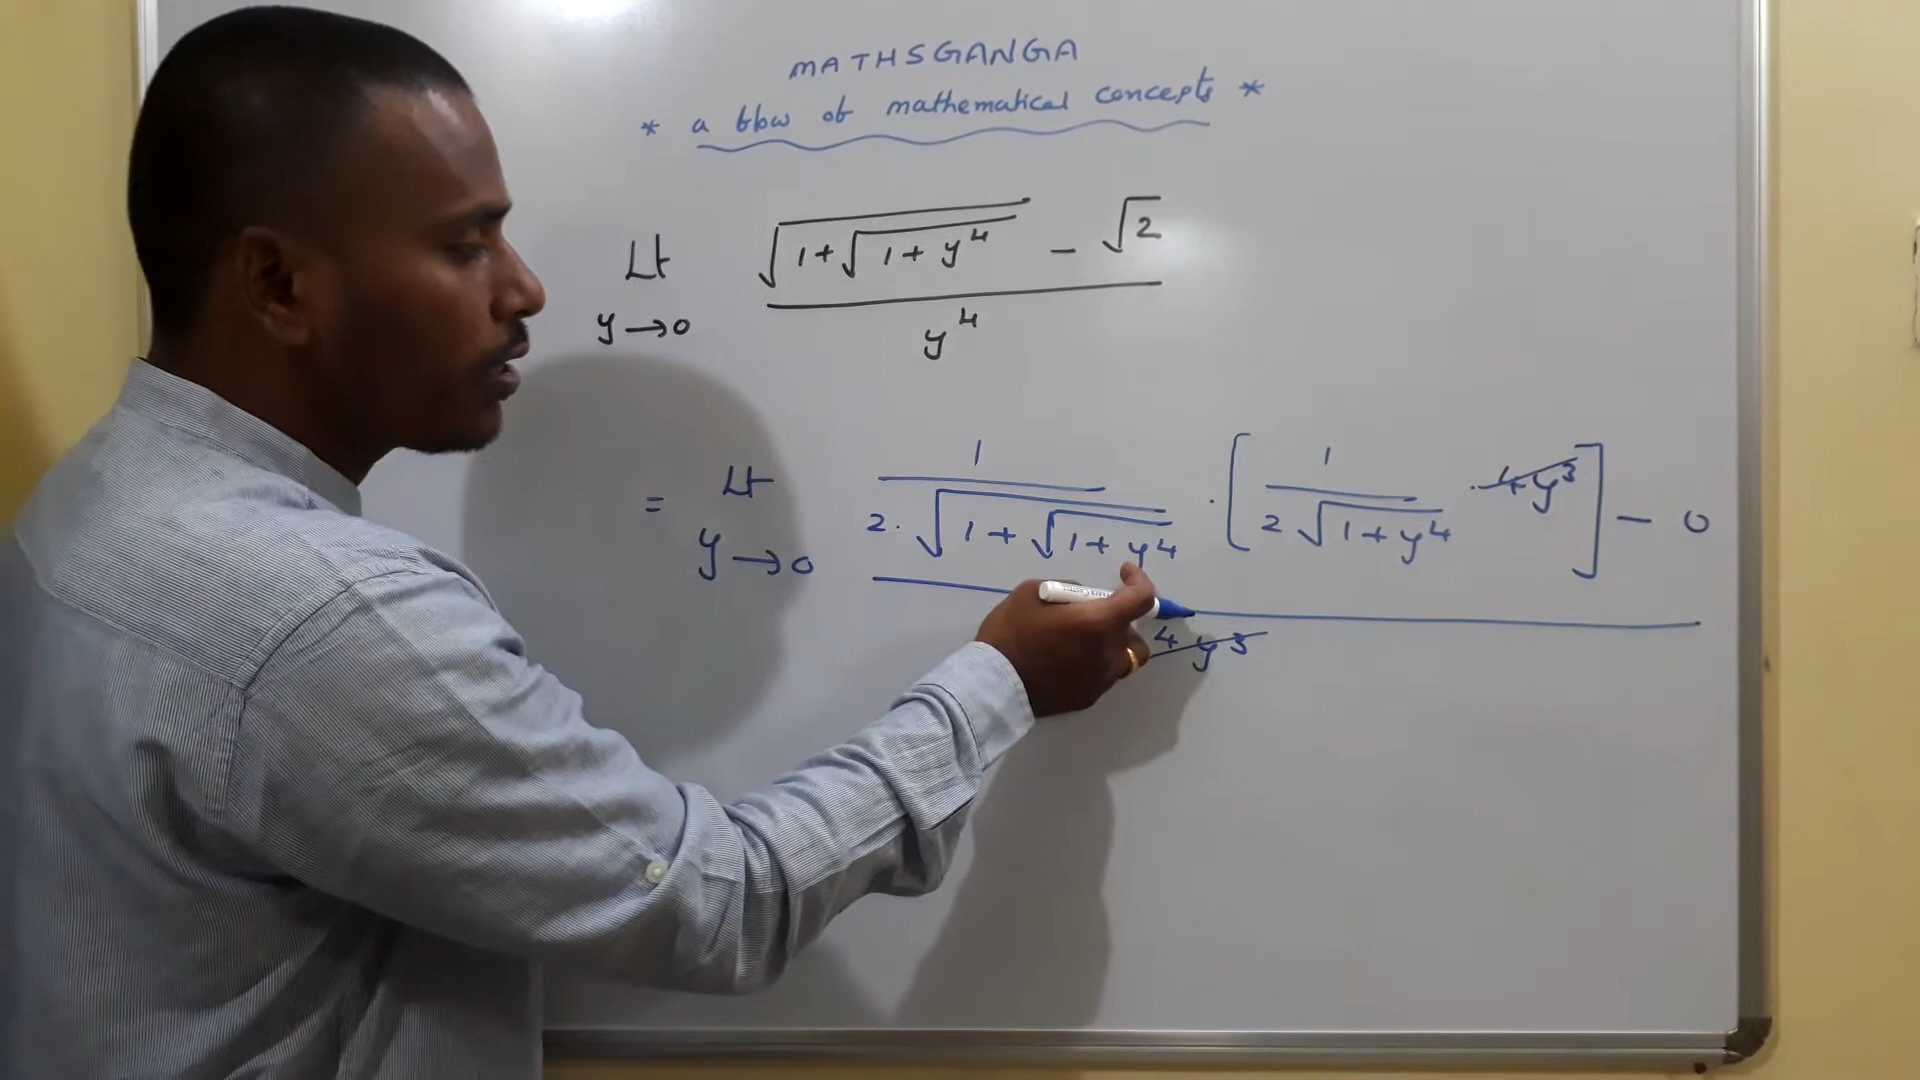 MATHSGANGA
* a flow of mathematical concepts *
Lt y→0 (√(1+√(1+y⁴)) − √2) / y⁴
= Lt y→0 (1/(2·√(1+√(1+y⁴))) · [1/(2√(1+y⁴)) · 4y³] − 0) / 4y³